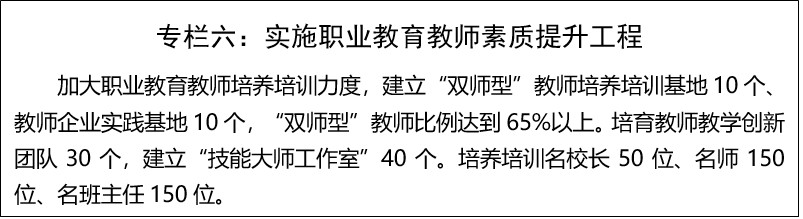 专栏六：实施职业教育教师素质提升工程
加大职业教育教师培养培训力度，建立“双师型”教师培养培训基地 10 个、
教师企业实践基地 10 个，“双师型”教师比例达到 65%以上。培育教师教学创新
团队 30 个，建立“技能大师工作室”40 个。培养培训名校长 50 位、名师 150
位、名班主任 150 位。